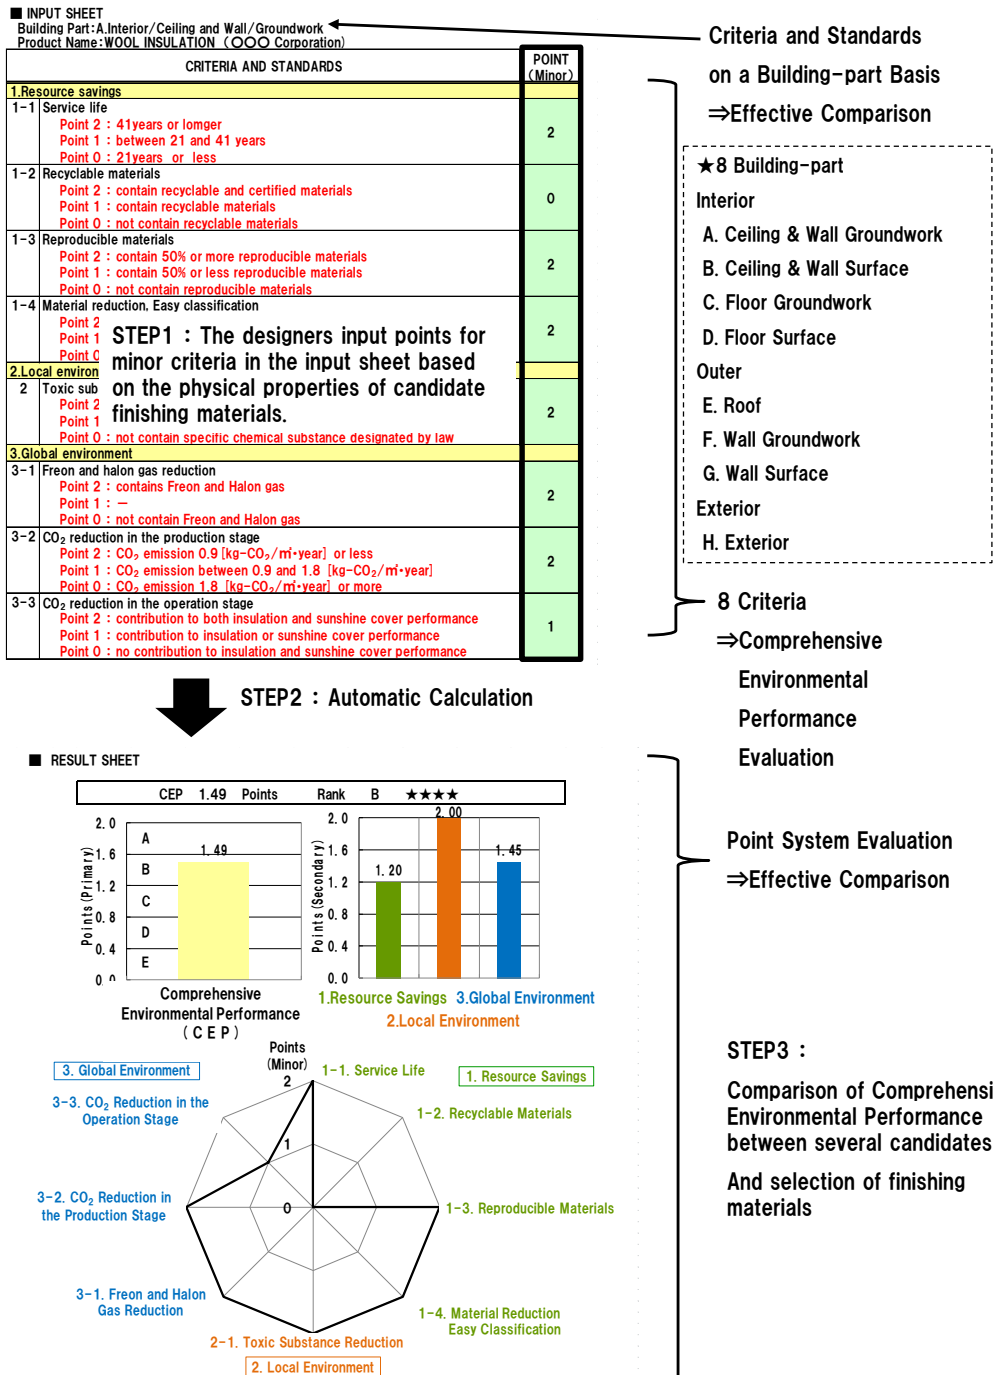 ■ INPUT SHEET
Building Part:A.Interior/Ceiling and Wall/Groundwork
Product Name:WOOL INSULATION (○○○ Corporation)
CRITERIA AND STANDARDS
POINT
(Minor)
1.Resource savings
1-1 Service life
Point 2 : 41years or lomger
Point 1 : between 21 and 41 years
Point 0 : 21years or less
2
1-2 Recyclable materials
Point 2 : contain recyclable and certified materials
Point 1 : contain recyclable materials
Point 0 : not contain recyclable materials
0
1-3 Reproducible materials
Point 2 : contain 50% or more reproducible materials
Point 1 : contain 50% or less reproducible materials
Point 0 : not contain reproducible materials
2
1-4 Material reduction, Easy classification
Point 2
Point 1
Point 0
2
STEP1 : The designers input points for
minor criteria in the input sheet based
on the physical properties of candidate
finishing materials.
2.Local environ
2 Toxic sub
Point 2
Point 1
Point 0 : not contain specific chemical substance designated by law
2
3.Global environment
3-1 Freon and halon gas reduction
Point 2 : contains Freon and Halon gas
Point 1 : －
Point 0 : not contain Freon and Halon gas
2
3-2 CO₂ reduction in the production stage
Point 2 : CO₂ emission 0.9 [kg-CO₂/㎡･year] or less
Point 1 : CO₂ emission between 0.9 and 1.8 [kg-CO₂/㎡･year]
Point 0 : CO₂ emission 1.8 [kg-CO₂/㎡･year] or more
2
3-3 CO₂ reduction in the operation stage
Point 2 : contribution to both insulation and sunshine cover performance
Point 1 : contribution to insulation or sunshine cover performance
Point 0 : no contribution to insulation and sunshine cover performance
1
Criteria and Standards
on a Building-part Basis
⇒Effective Comparison
★8 Building-part
Interior
A. Ceiling & Wall Groundwork
B. Ceiling & Wall Surface
C. Floor Groundwork
D. Floor Surface
Outer
E. Roof
F. Wall Groundwork
G. Wall Surface
Exterior
H. Exterior
8 Criteria
⇒Comprehensive
Environmental
Performance
Evaluation
STEP2 : Automatic Calculation
■ RESULT SHEET
CEP 1.49 Points Rank B ★★★★
Points(Primary)
2.0
1.6
1.2
0.8
0.4
0.0
A
B
C
D
E
1.49
Comprehensive
Environmental Performance
(CEP)
Points(Secondary)
2.0
1.6
1.2
0.8
0.4
0.0
1.20
2.00
1.45
1.Resource Savings 3.Global Environment
2.Local Environment
Point System Evaluation
⇒Effective Comparison
Points
(Minor)
2
1
0
1-1. Service Life
1. Resource Savings
1-2. Recyclable Materials
1-3. Reproducible Materials
1-4. Material Reduction
Easy Classification
2-1. Toxic Substance Reduction
2. Local Environment
3-1. Freon and Halon
Gas Reduction
3-2. CO₂ Reduction in
the Production Stage
3-3. CO₂ Reduction in the
Operation Stage
3. Global Environment
STEP3 :
Comparison of Comprehensi
Environmental Performance
between several candidates
And selection of finishing
materials